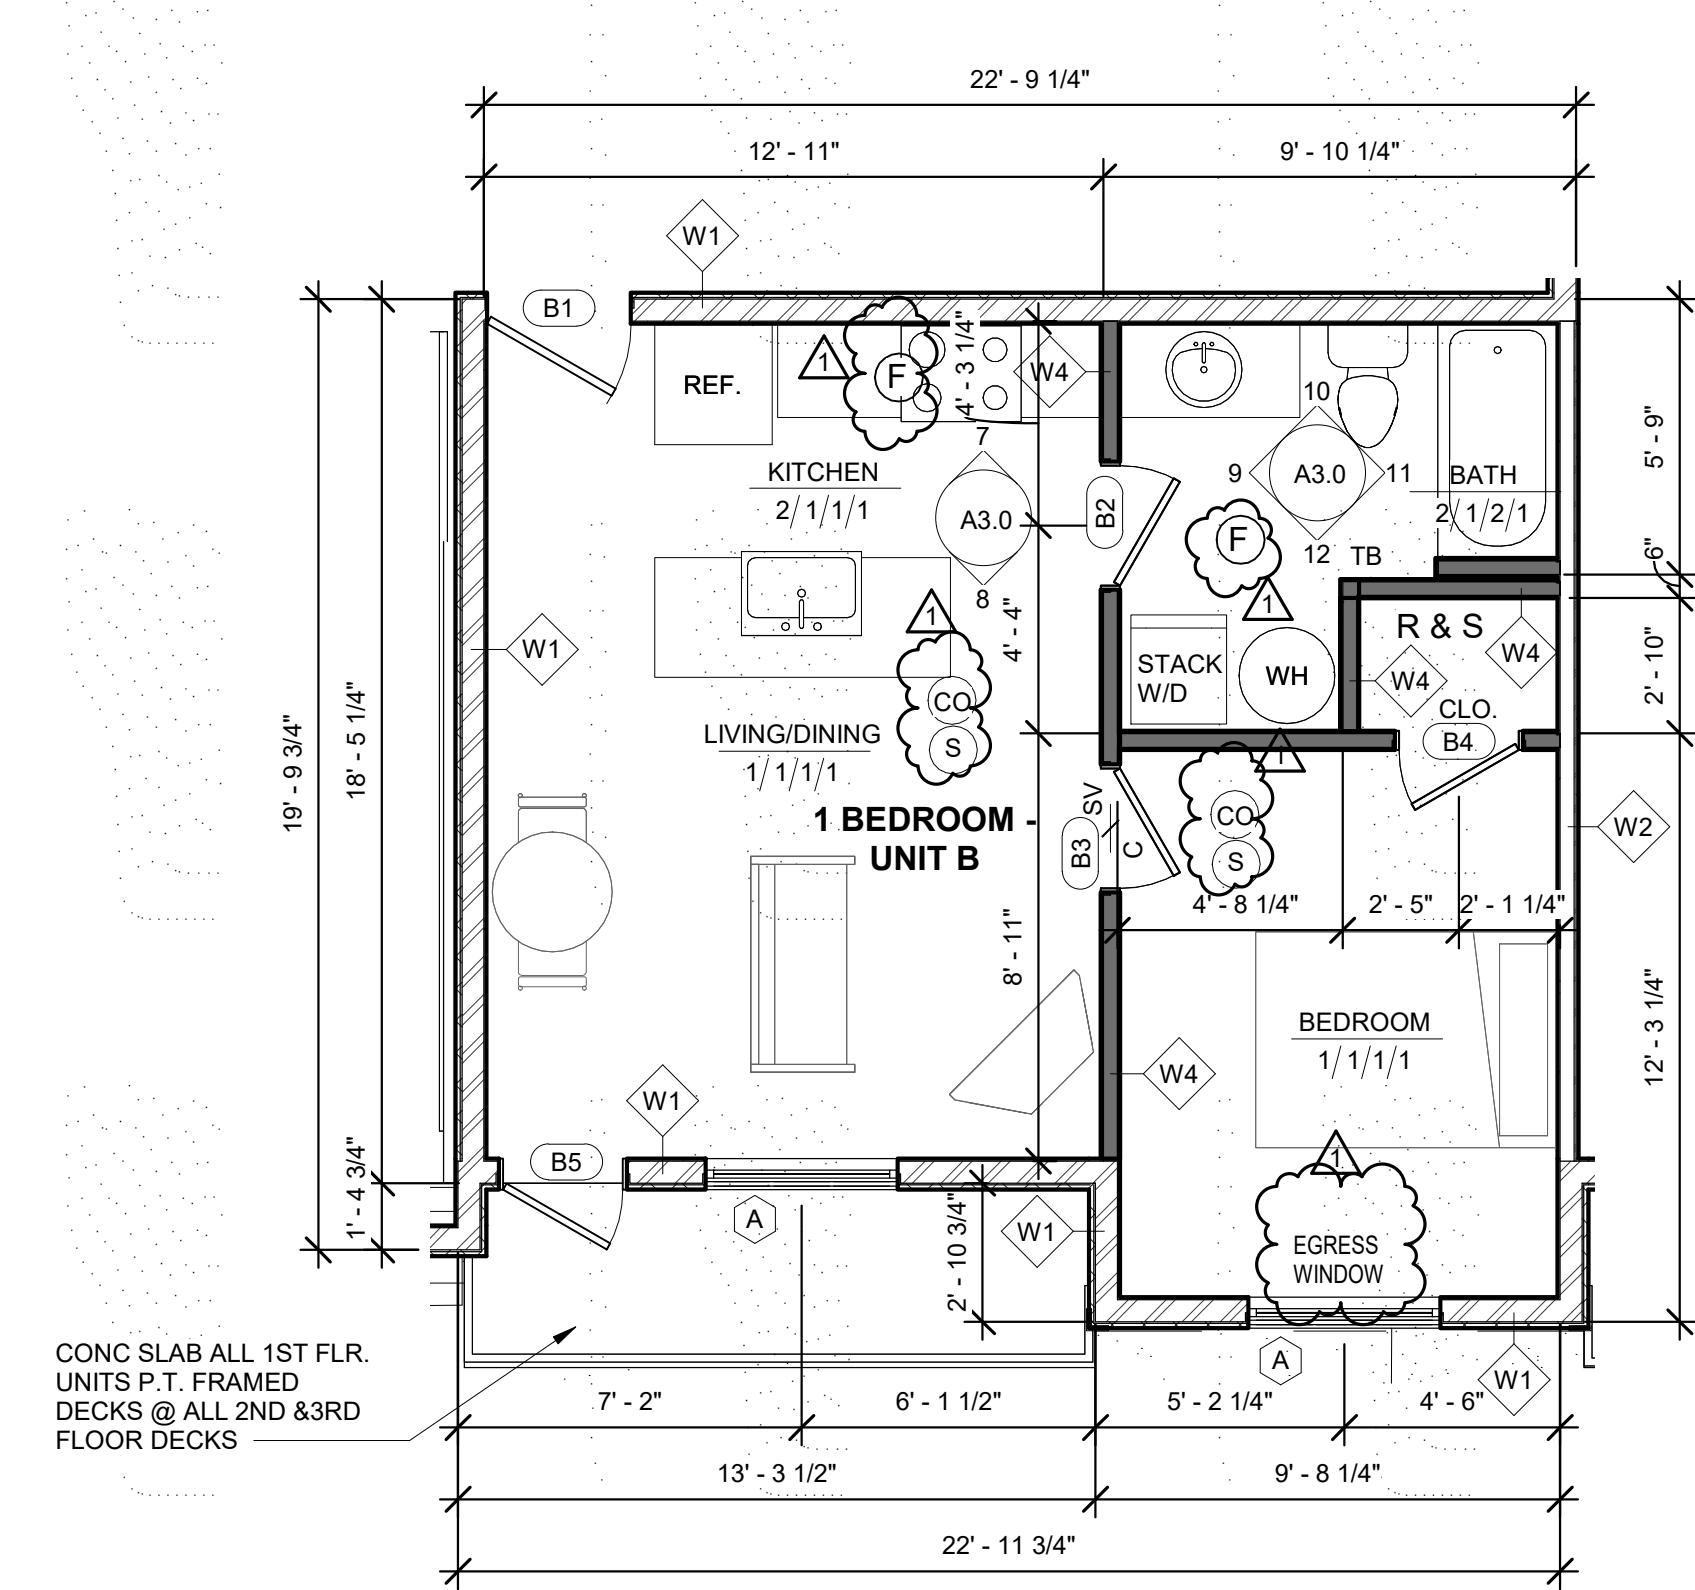 22' - 9 1/4"
12' - 11"
9' - 10 1/4"
W1
B1
REF.
1
F
4' - 3 1/4"
W4
10
9
A3.0
11
12
TB
BATH
2/1/2/1
5' - 9"
6"
KITCHEN
2/1/1/1
7
A3.0
8
B2
F
1
1
4' - 4"
W1
STACK
W/D
WH
R & S
W4
W4
CLO.
B4
2' - 10"
CO
S
LIVING/DINING
1/1/1/1
1
CO
S
19' - 9 3/4"
18' - 5 1/4"
1 BEDROOM -
UNIT B
SV
B3
C
W2
4' - 8 1/4"
2' - 5"
2' - 1 1/4"
8' - 11"
BEDROOM
1/1/1/1
12' - 3 1/4"
W4
W1
1
B5
1' - 4 3/4"
A
2' - 10 3/4"
W1
EGRESS
WINDOW
A
W1
CONC SLAB ALL 1ST FLR.
UNITS P.T. FRAMED
DECKS @ ALL 2ND &3RD
FLOOR DECKS
7' - 2"
6' - 1 1/2"
5' - 2 1/4"
4' - 6"
13' - 3 1/2"
9' - 8 1/4"
22' - 11 3/4"